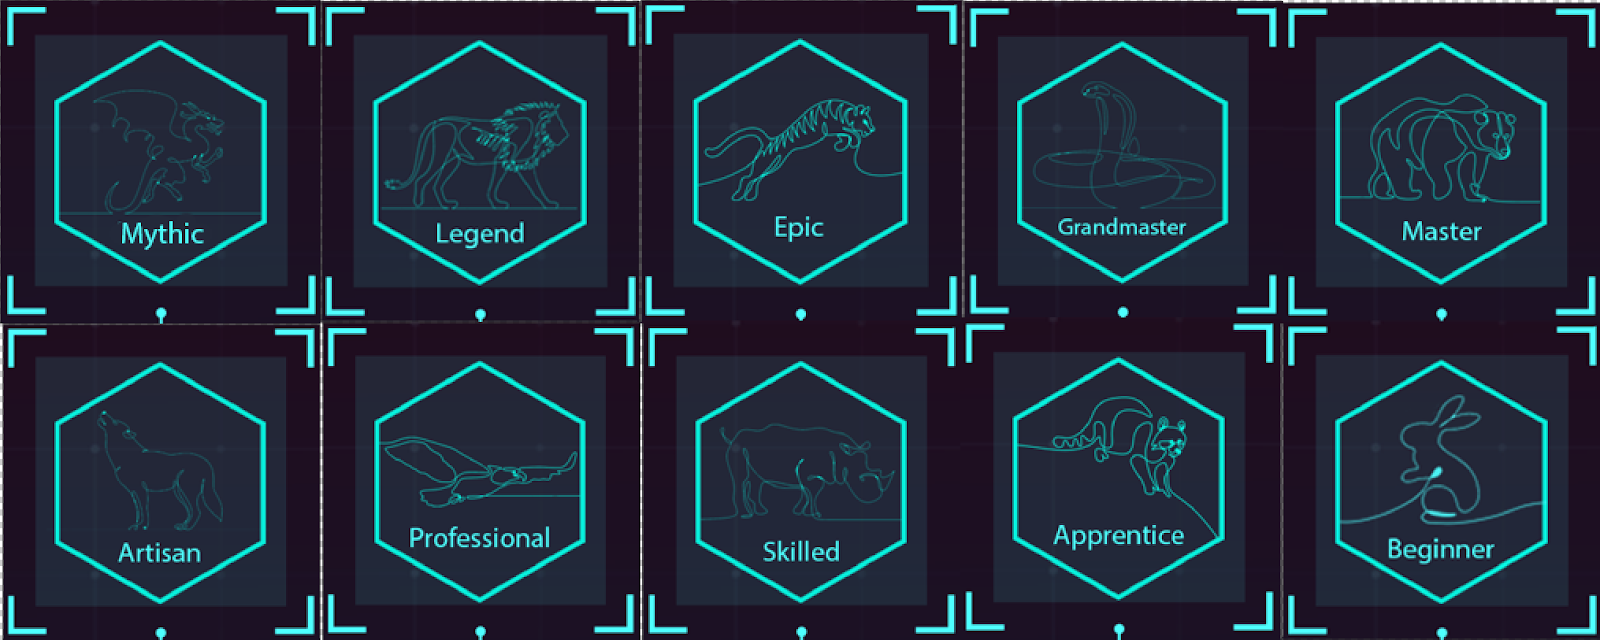 Mythic
Legend
Epic
Grandmaster
Master
Artisan
Professional
Skilled
Apprentice
Beginner